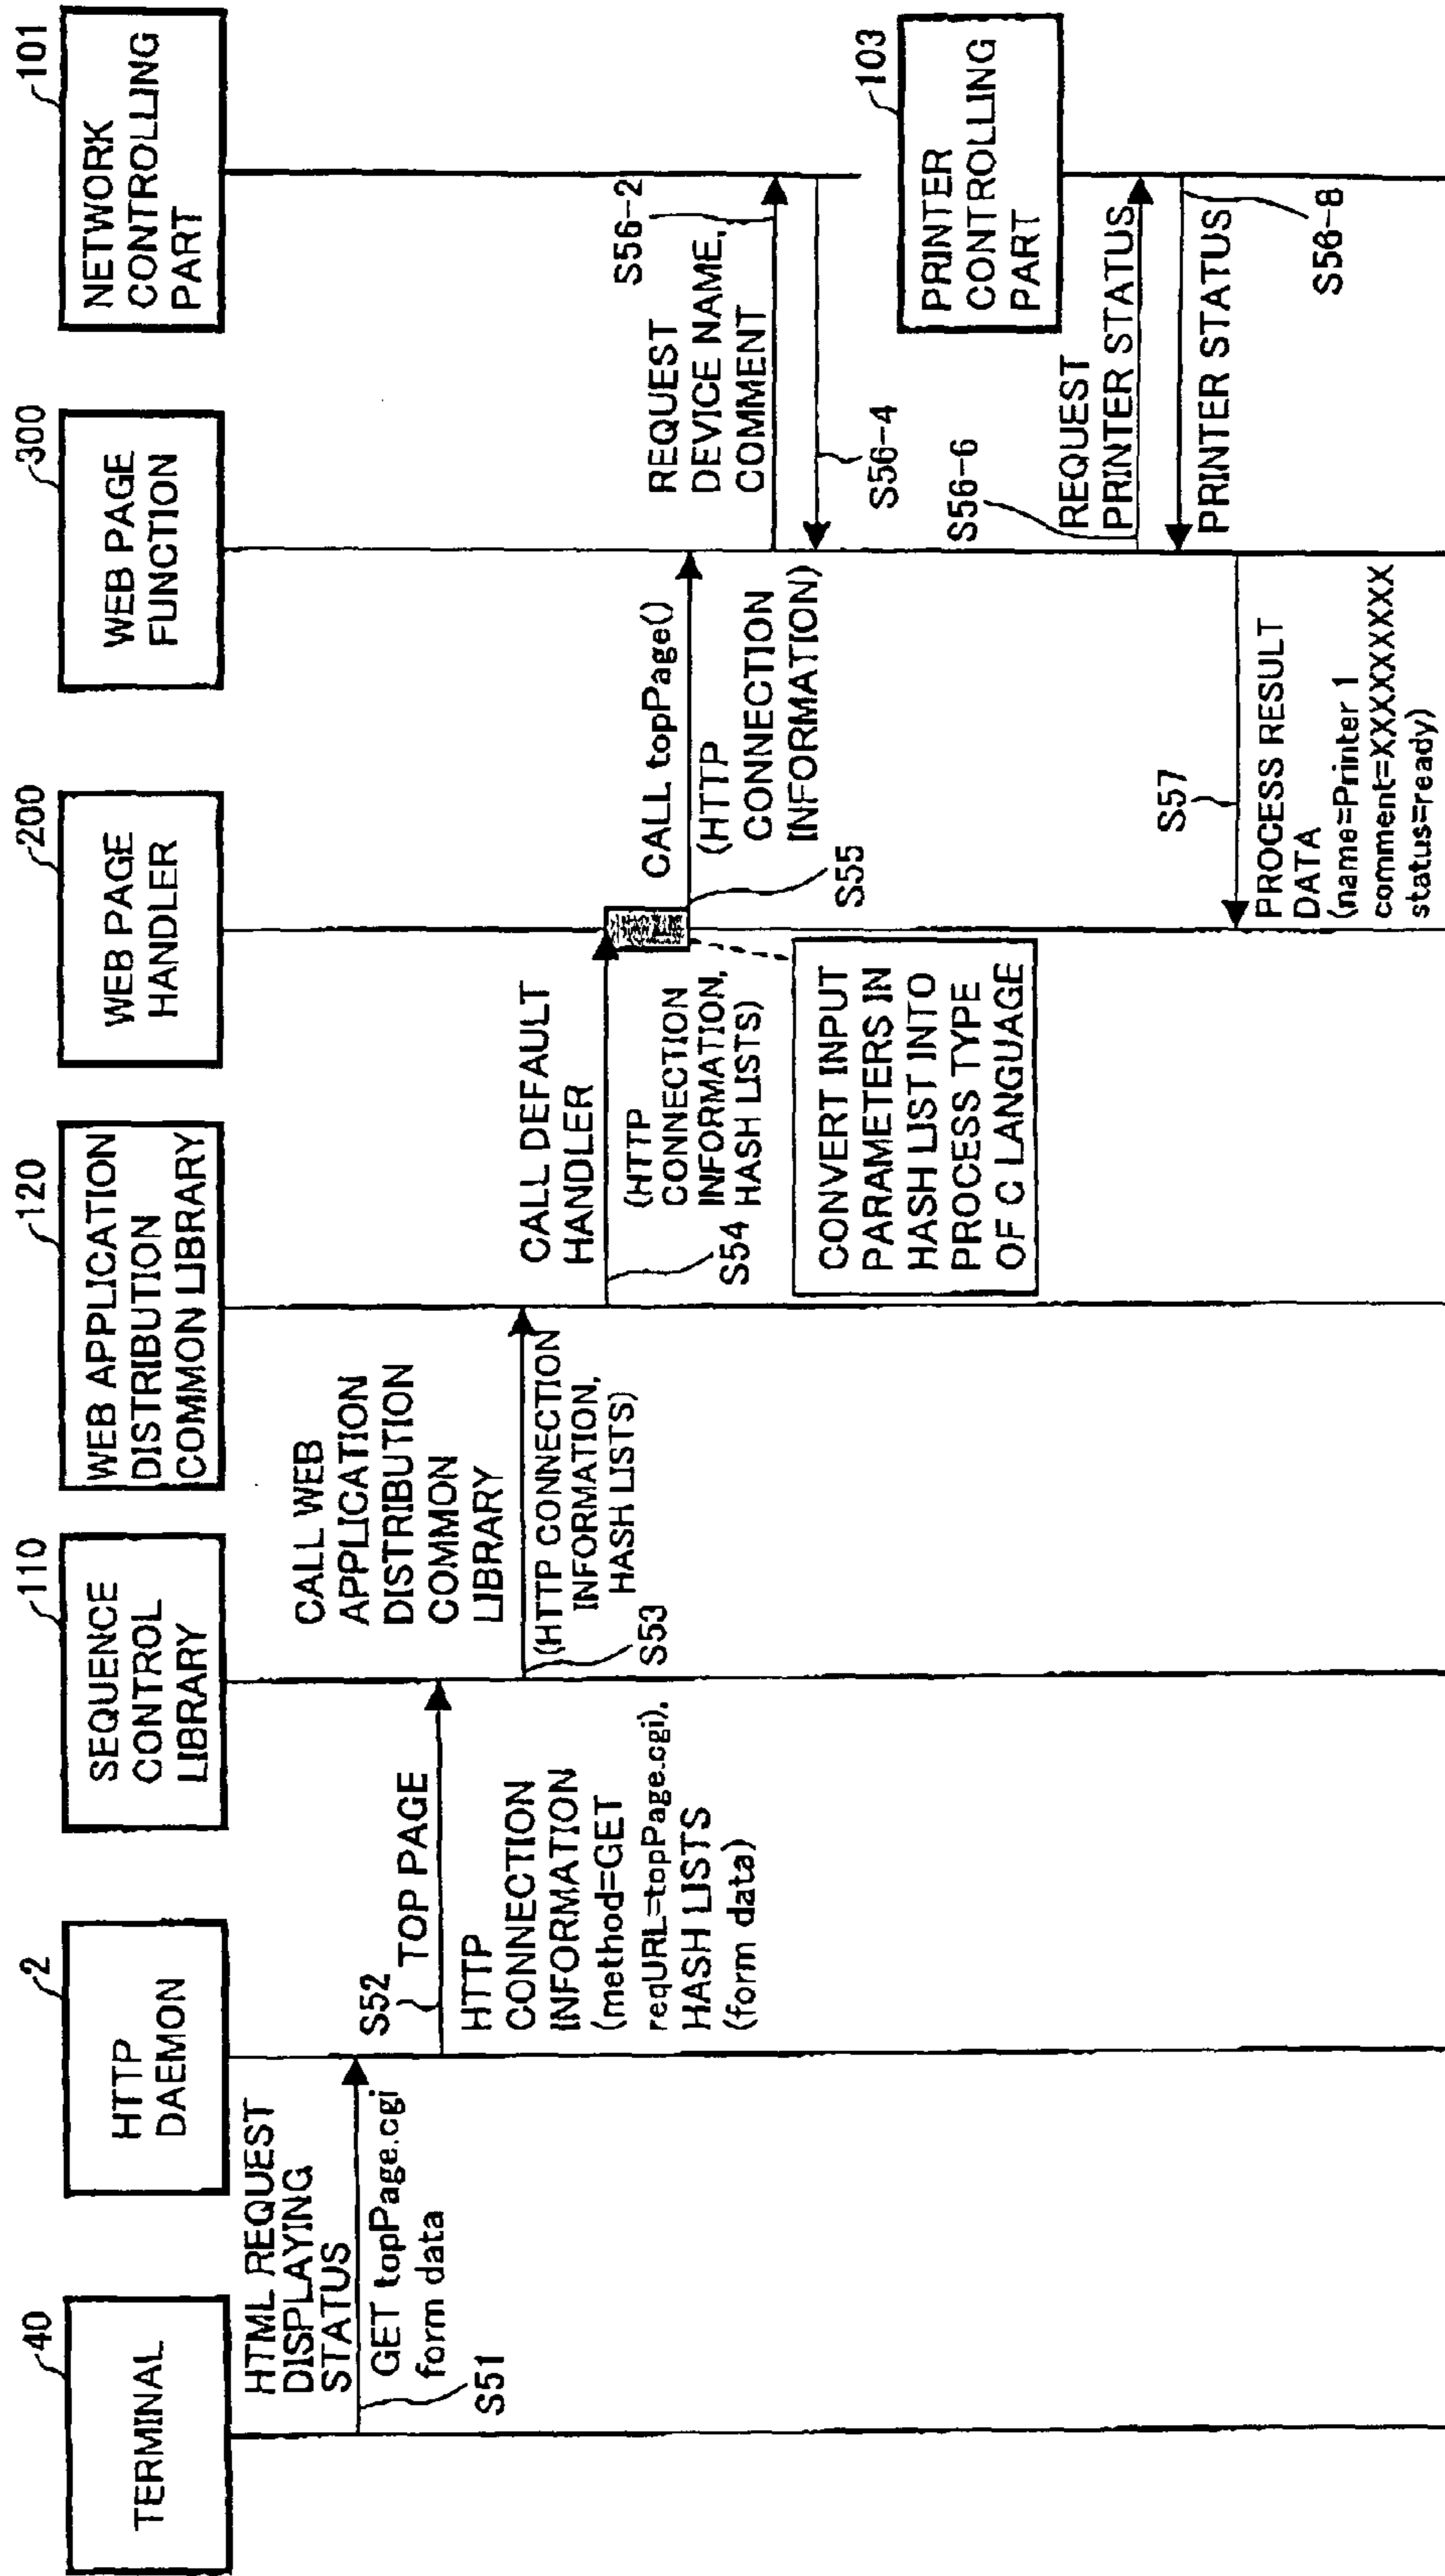 40
TERMINAL
2
HTTP
DAEMON
110
SEQUENCE
CONTROL
LIBRARY
120
WEB APPLICATION
DISTRIBUTION
COMMON LIBRARY
200
WEB PAGE
HANDLER
300
WEB PAGE
FUNCTION
101
NETWORK
CONTROLLING
PART
HTML REQUEST
DISPLAYING
STATUS
GET topPage.cgi
form data
S51
S52
TOP PAGE
HTTP
CONNECTION
INFORMATION
(method=GET
reqURL=topPage.cgi),
HASH LISTS
(form data)
CALL WEB
APPLICATION
DISTRIBUTION
COMMON
LIBRARY
(HTTP CONNECTION
INFORMATION,
HASH LISTS)
S53
CALL DEFAULT
HANDLER
(HTTP
CONNECTION
INFORMATION,
HASH LISTS)
S54
CONVERT INPUT
PARAMETERS IN
HASH LIST INTO
PROCESS TYPE
OF C LANGUAGE
CALL topPage()
(HTTP
CONNECTION
INFORMATION)
S55
S56-2
REQUEST
DEVICE NAME,
COMMENT
S56-4
103
PRINTER
CONTROLLING
PART
S56-6
REQUEST
PRINTER STATUS
PRINTER STATUS
S56-8
S57
PROCESS RESULT
DATA
(name=Printer 1
comment=XXXXXXXXX
status=ready)